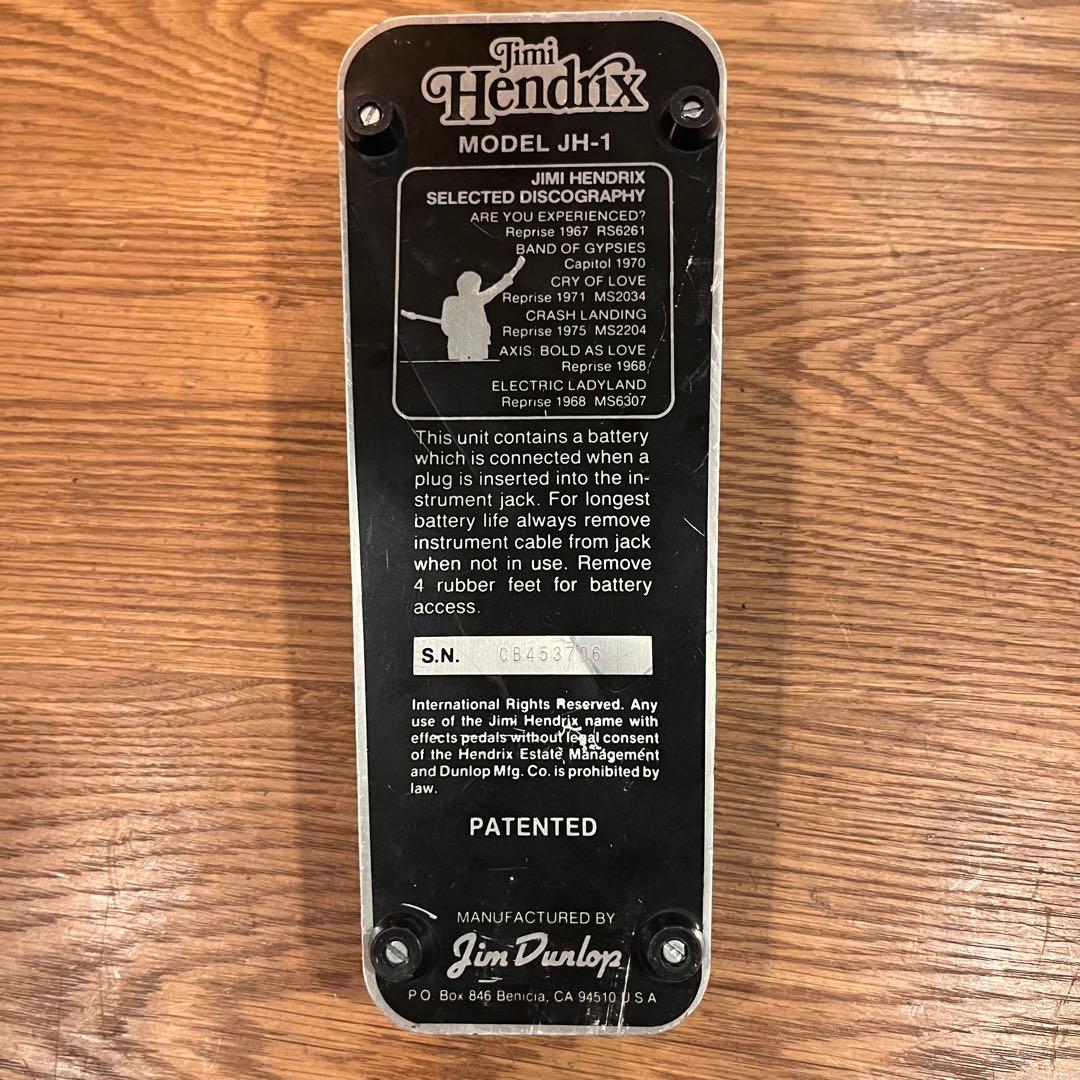 Jimi
Hendrix
MODEL JH-1
JIMI HENDRIX
SELECTED DISCOGRAPHY
ARE YOU EXPERIENCED?
Reprise 1967 RS6261
BAND OF GYPSIES
Capitol 1970
CRY OF LOVE
Reprise 1971 MS2034
CRASH LANDING
Reprise 1975 MS2204
AXIS: BOLD AS LOVE
Reprise 1968
ELECTRIC LADYLAND
Reprise 1968 MS6307
This unit contains a battery
which is connected when a
plug is inserted into the in-
strument jack. For longest
battery life always remove
instrument cable from jack
when not in use. Remove
4 rubber feet for battery
access.
S.N. CB453706
International Rights Reserved. Any
use of the Jimi Hendrix name with
effects pedals without legal consent
of the Hendrix Estate Management
and Dunlop Mfg. Co. is prohibited by
law.
PATENTED
MANUFACTURED BY
Jim Dunlop
P.O. Box 846 Benicia, CA 94510 U.S.A